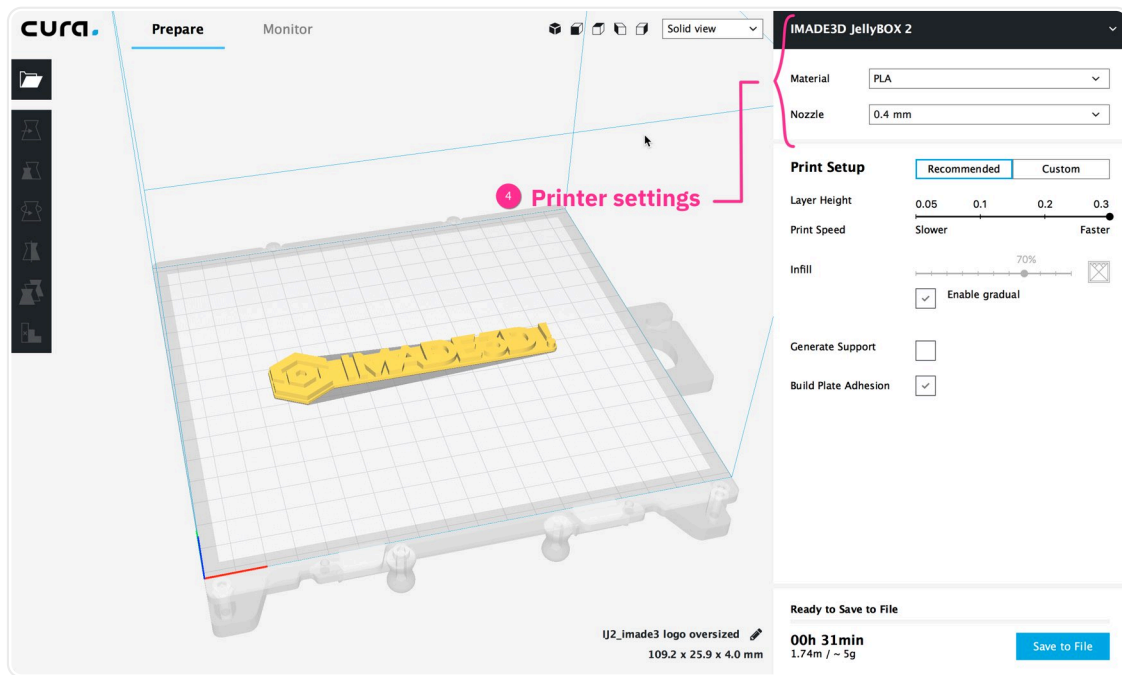 cura.
Prepare
Monitor
Solid view
IMADE3D JellyBOX 2
Material
PLA
Nozzle
0.4 mm
4 Printer settings
Print Setup
Recommended
Custom
Layer Height
0.05 0.1 0.2 0.3
Print Speed
Slower Faster
70%
Infill
Enable gradual
Generate Support
Build Plate Adhesion
IMADE3D!
IJ2_imade3 logo oversized
109.2 x 25.9 x 4.0 mm
Ready to Save to File
00h 31min
1.74m / ~ 5g
Save to File